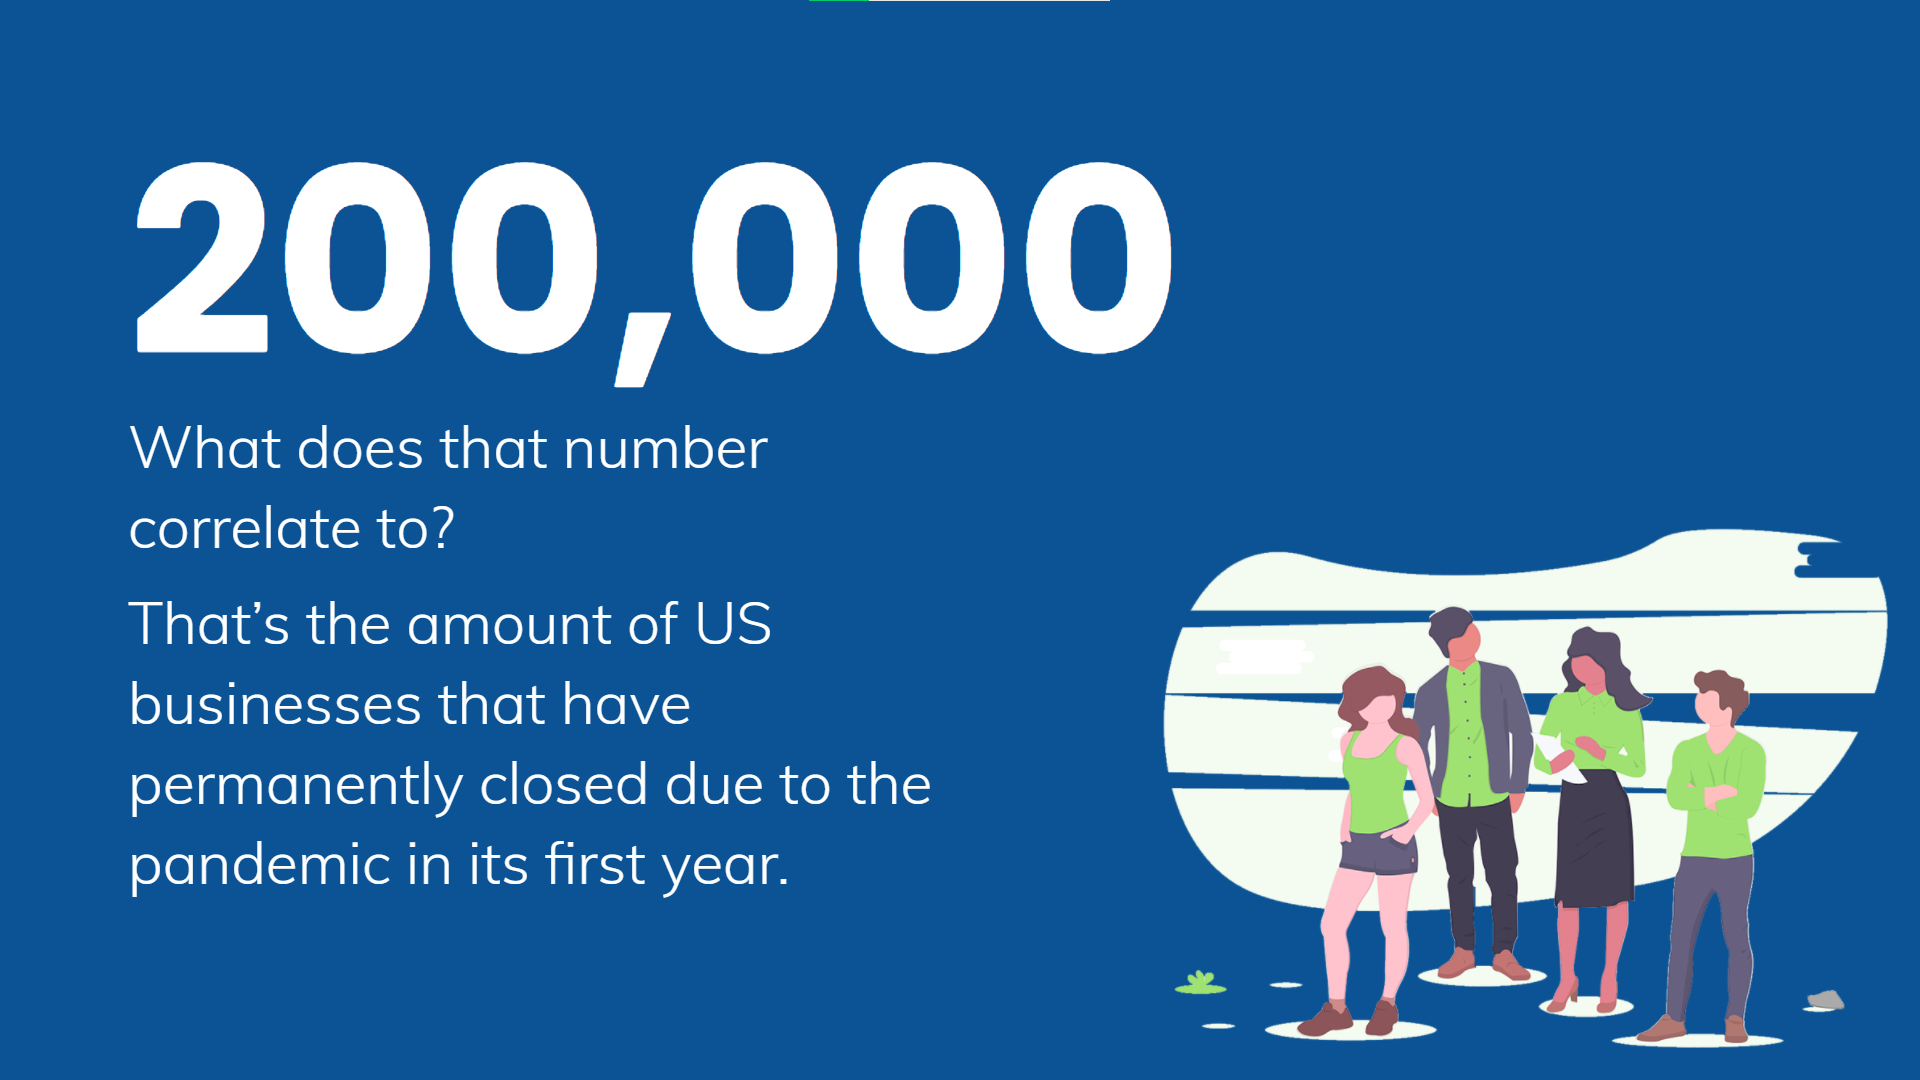 200,000
What does that number
correlate to?
That’s the amount of US
businesses that have
permanently closed due to the
pandemic in its first year.